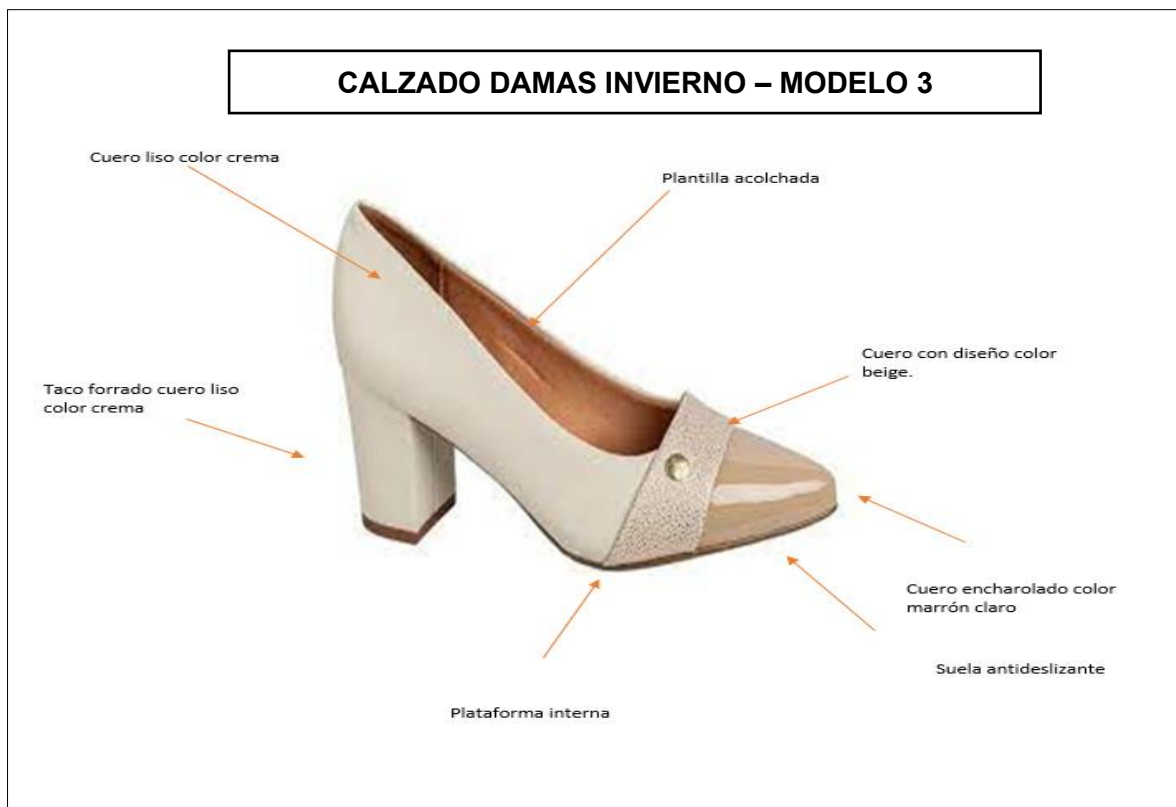 CALZADO DAMAS INVIERNO – MODELO 3
Cuero liso color crema
Plantilla acolchada
Cuero con diseño color
beige.
Taco forrado cuero liso
color crema
Cuero encharolado color
marrón claro
Suela antideslizante
Plataforma interna